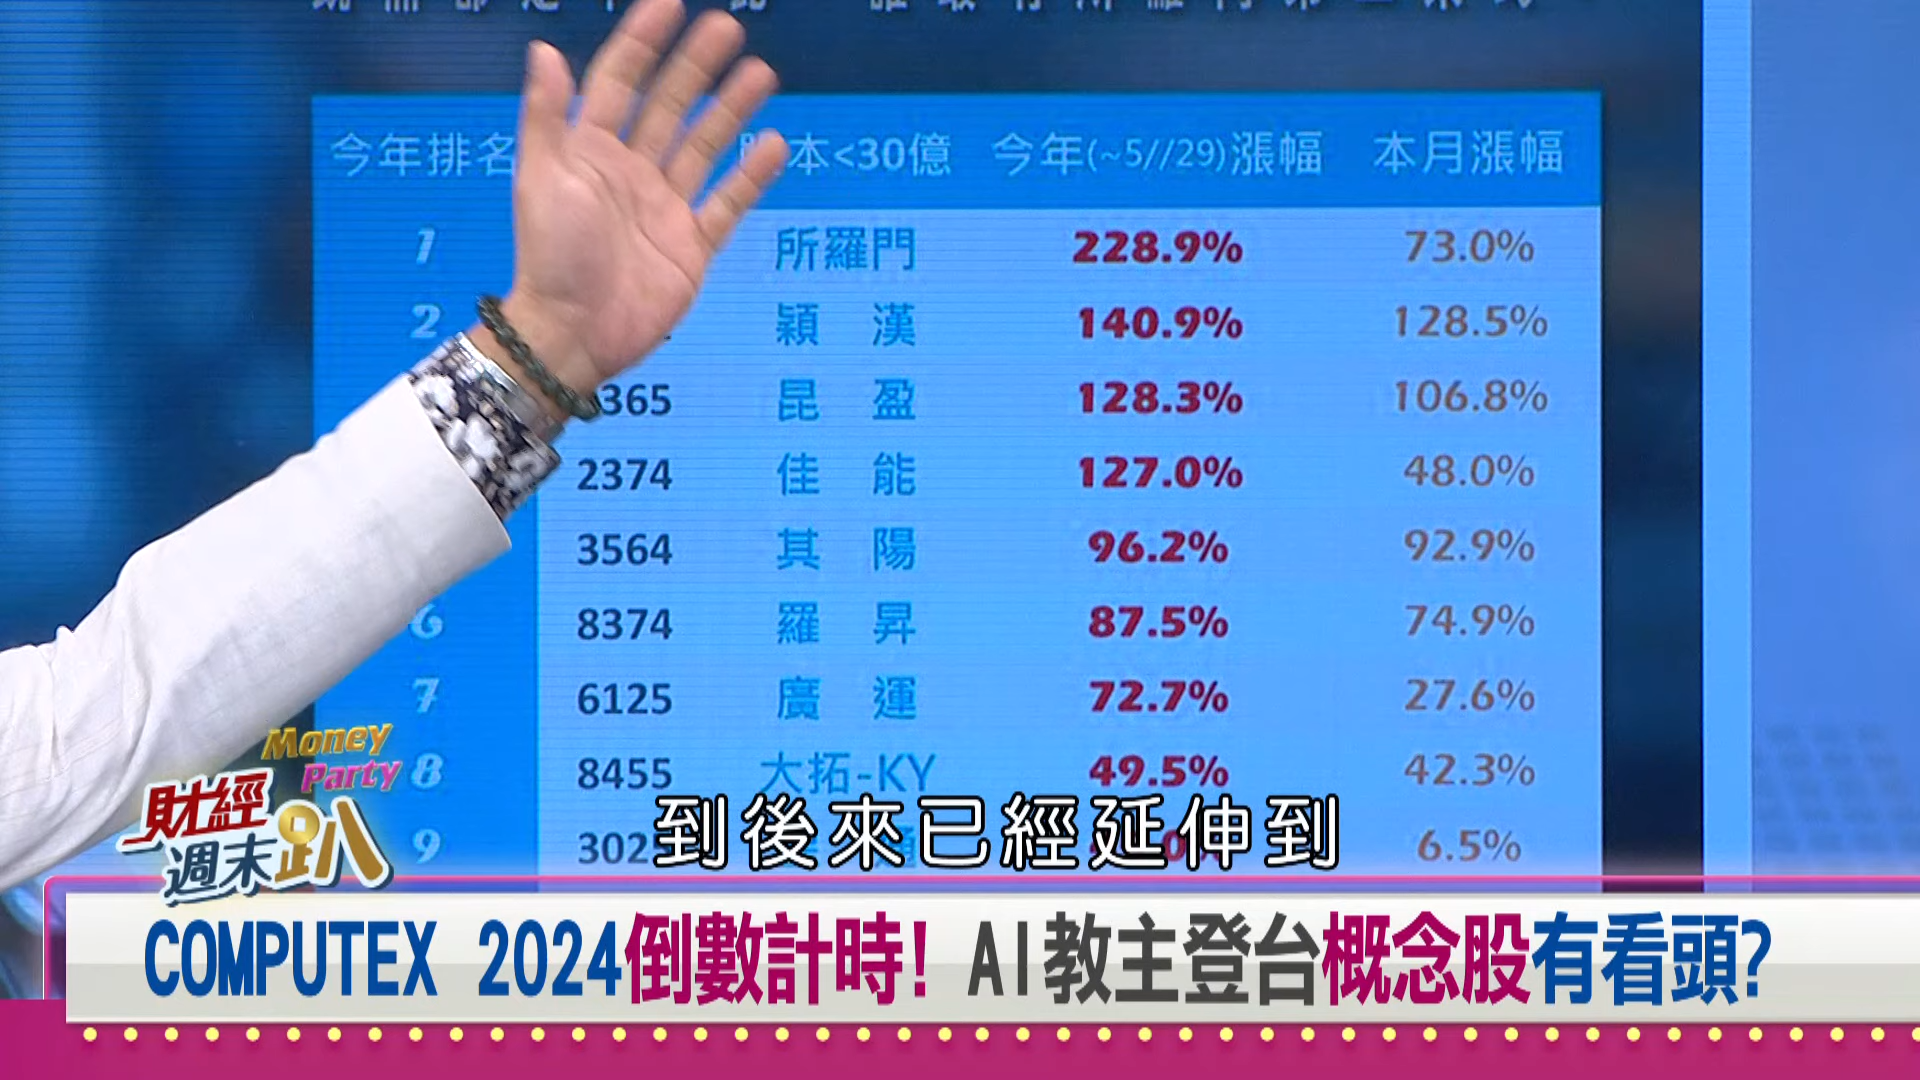 今年排名 本<30億 今年(~5//29)漲幅 本月漲幅
1 所羅門 228.9% 73.0%
2 穎漢 140.9% 128.5%
365 昆盈 128.3% 106.8%
2374 佳能 127.0% 48.0%
3564 其陽 96.2% 92.9%
6 8374 羅昇 87.5% 74.9%
7 6125 廣運 72.7% 27.6%
8 8455 大拓-KY 49.5% 42.3%
9 302 6.5%
Money
Party
財經
週末趴
到後來已經延伸到
COMPUTEX 2024倒數計時! AI教主登台概念股有看頭?